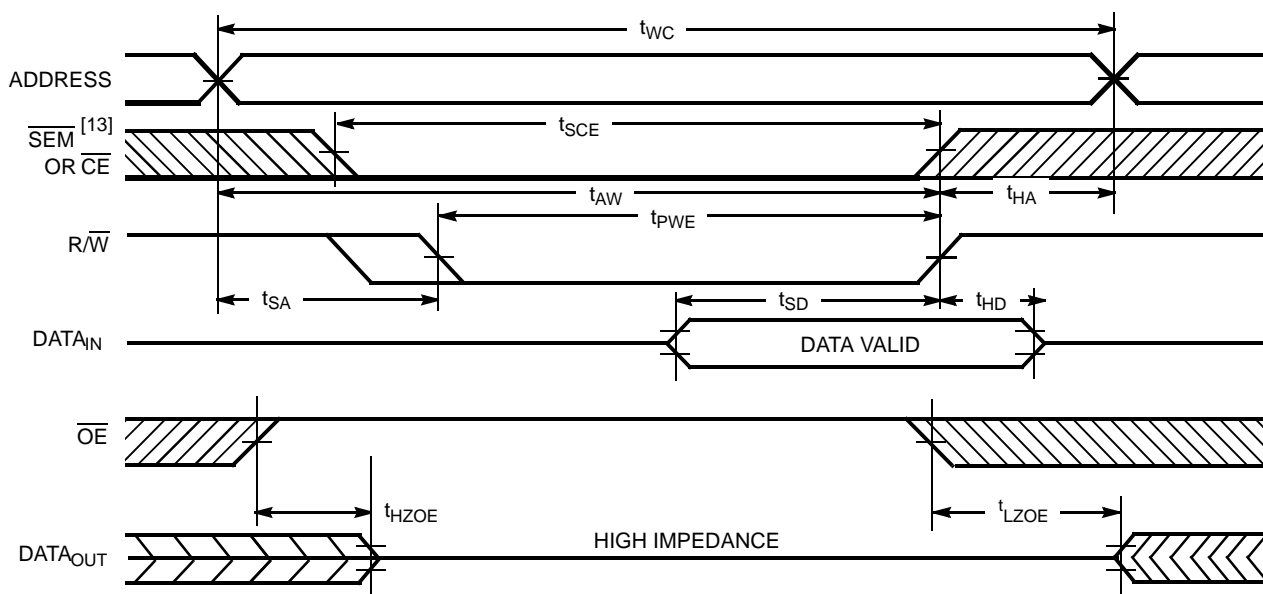 tWC
ADDRESS
SEM [13]
OR CE
tSCE
tAW
tHA
tPWE
R/W
tSA
tSD
tHD
DATAIN
DATA VALID
OE
tHZOE
tLZOE
DATAOUT
HIGH IMPEDANCE